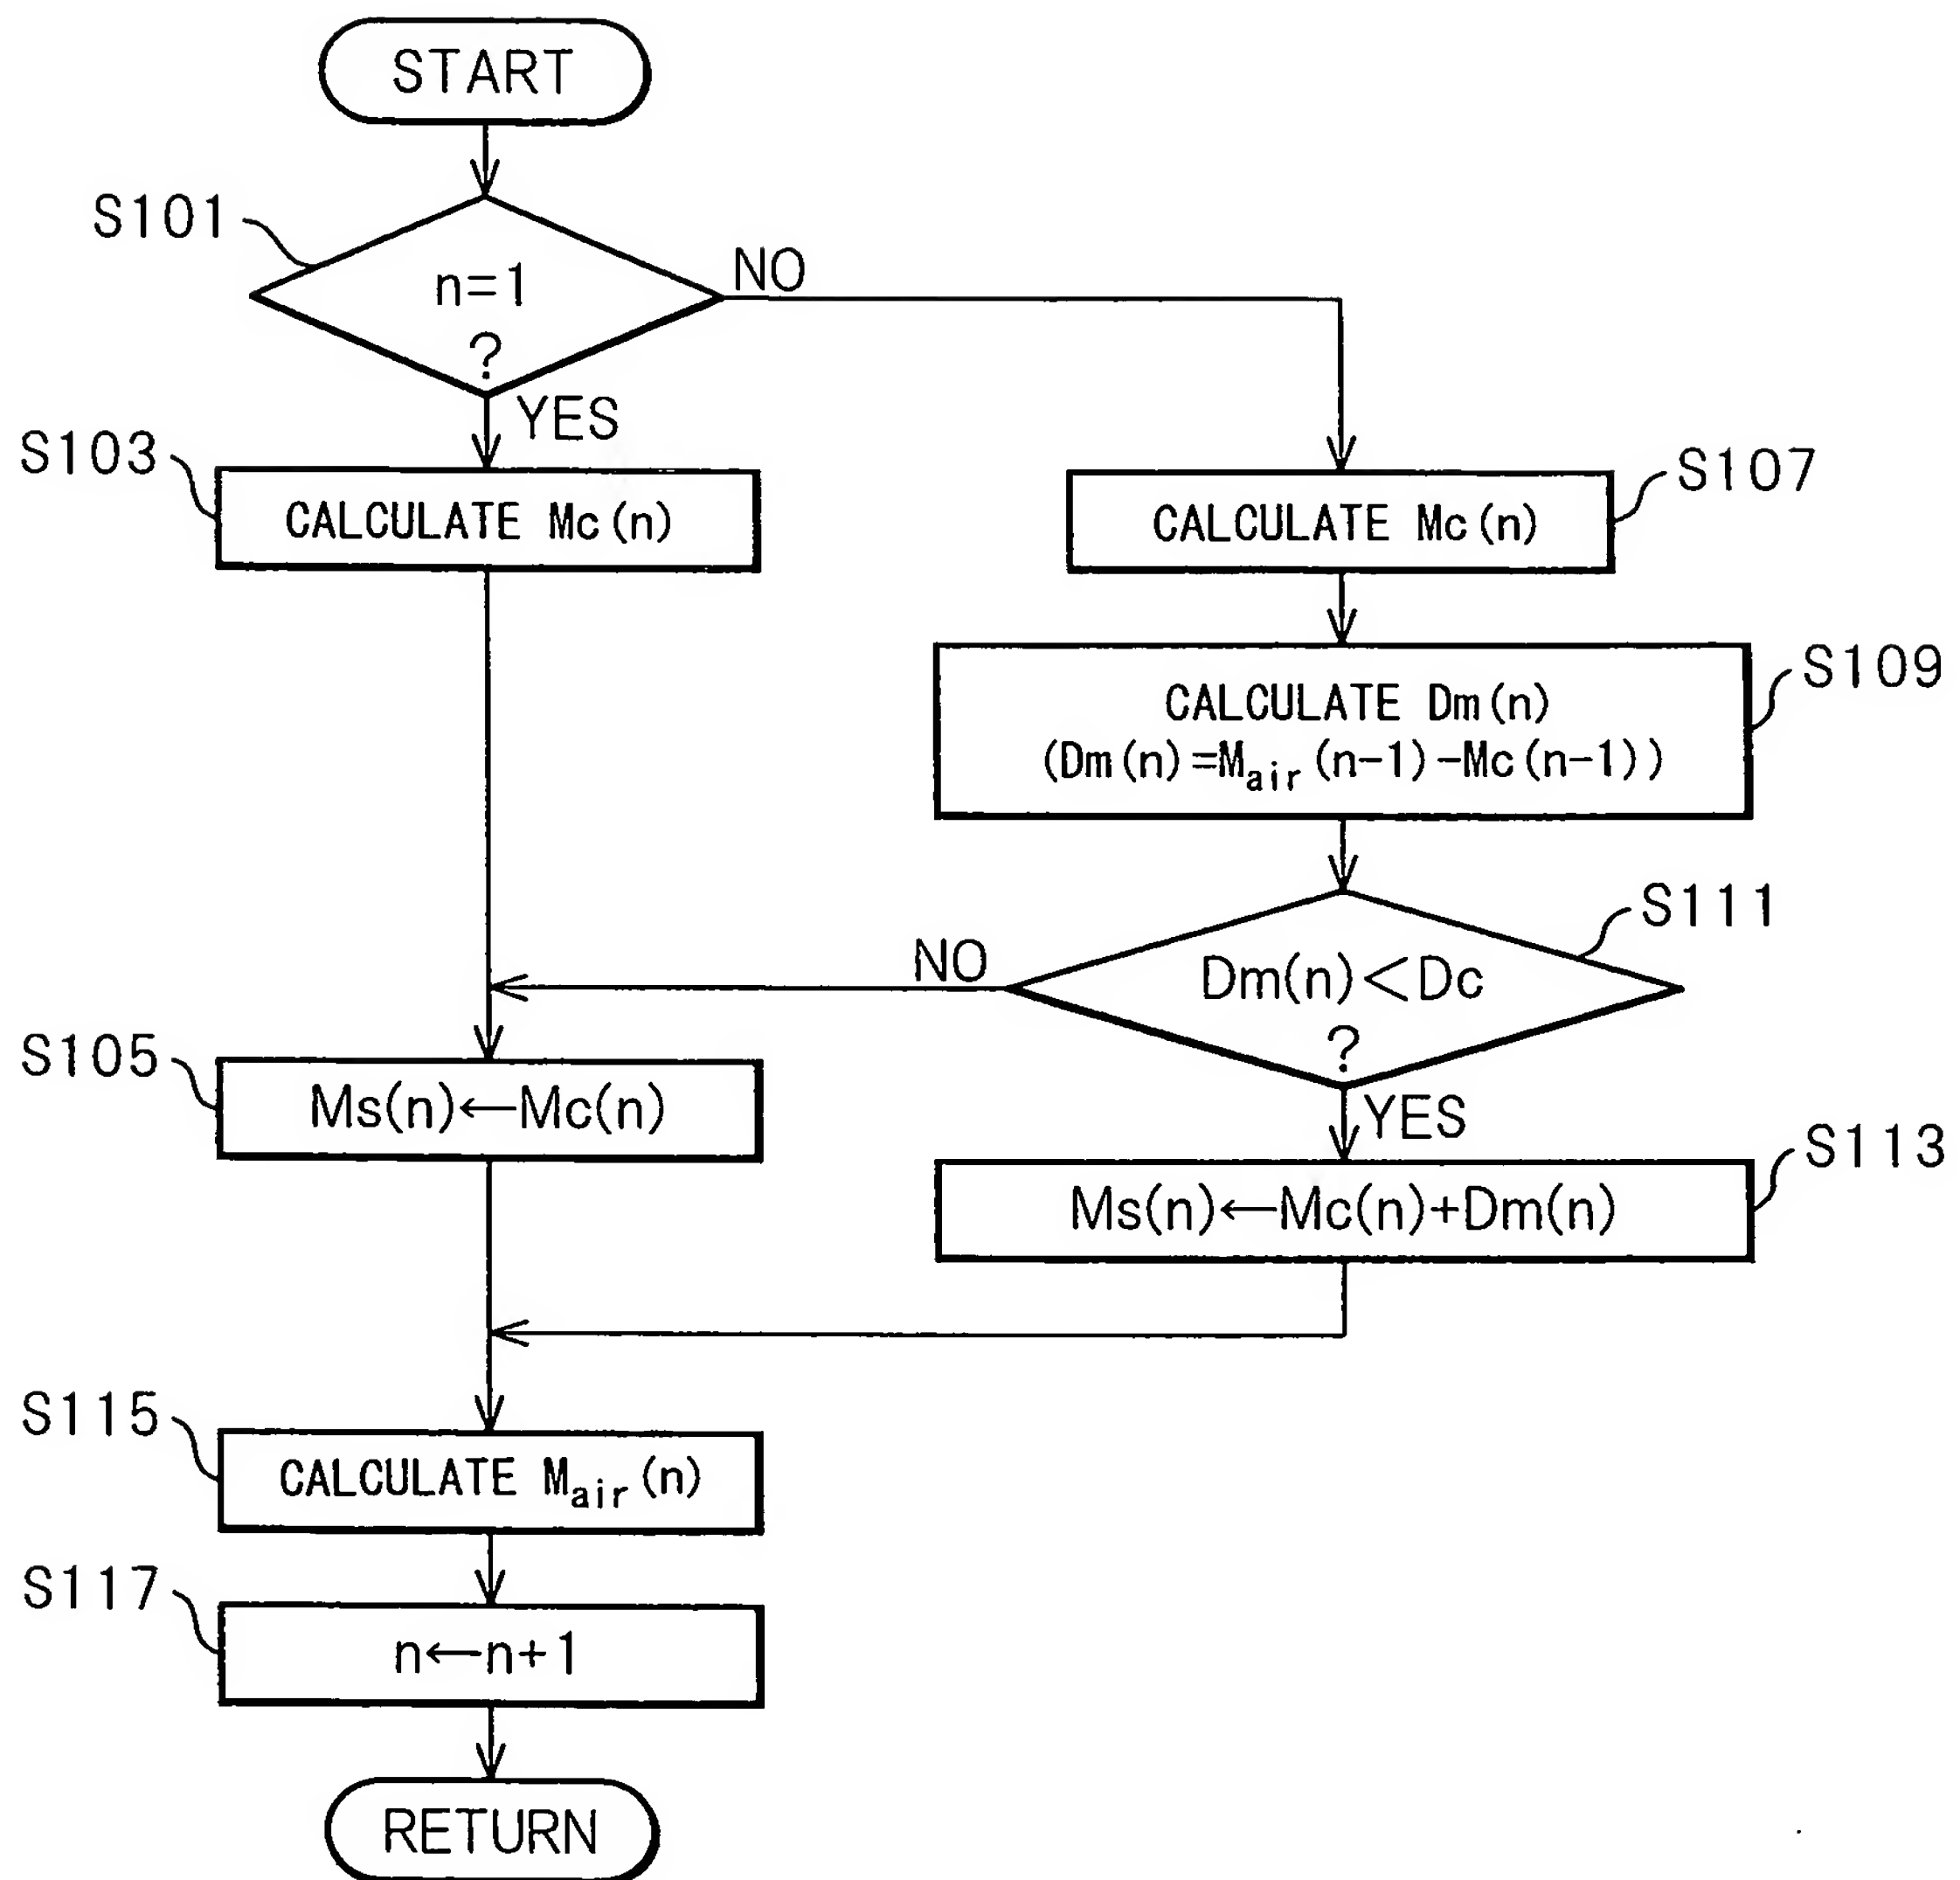 START
S101
n=1
?
NO
YES
S103
CALCULATE Mc(n)
S107
CALCULATE Mc(n)
S109
CALCULATE Dm(n)
(Dm(n)=Mair(n-1)-Mc(n-1))
S111
Dm(n)<Dc
?
NO
YES
S105
Ms(n)←Mc(n)
S113
Ms(n)←Mc(n)+Dm(n)
S115
CALCULATE Mair(n)
S117
n←n+1
RETURN